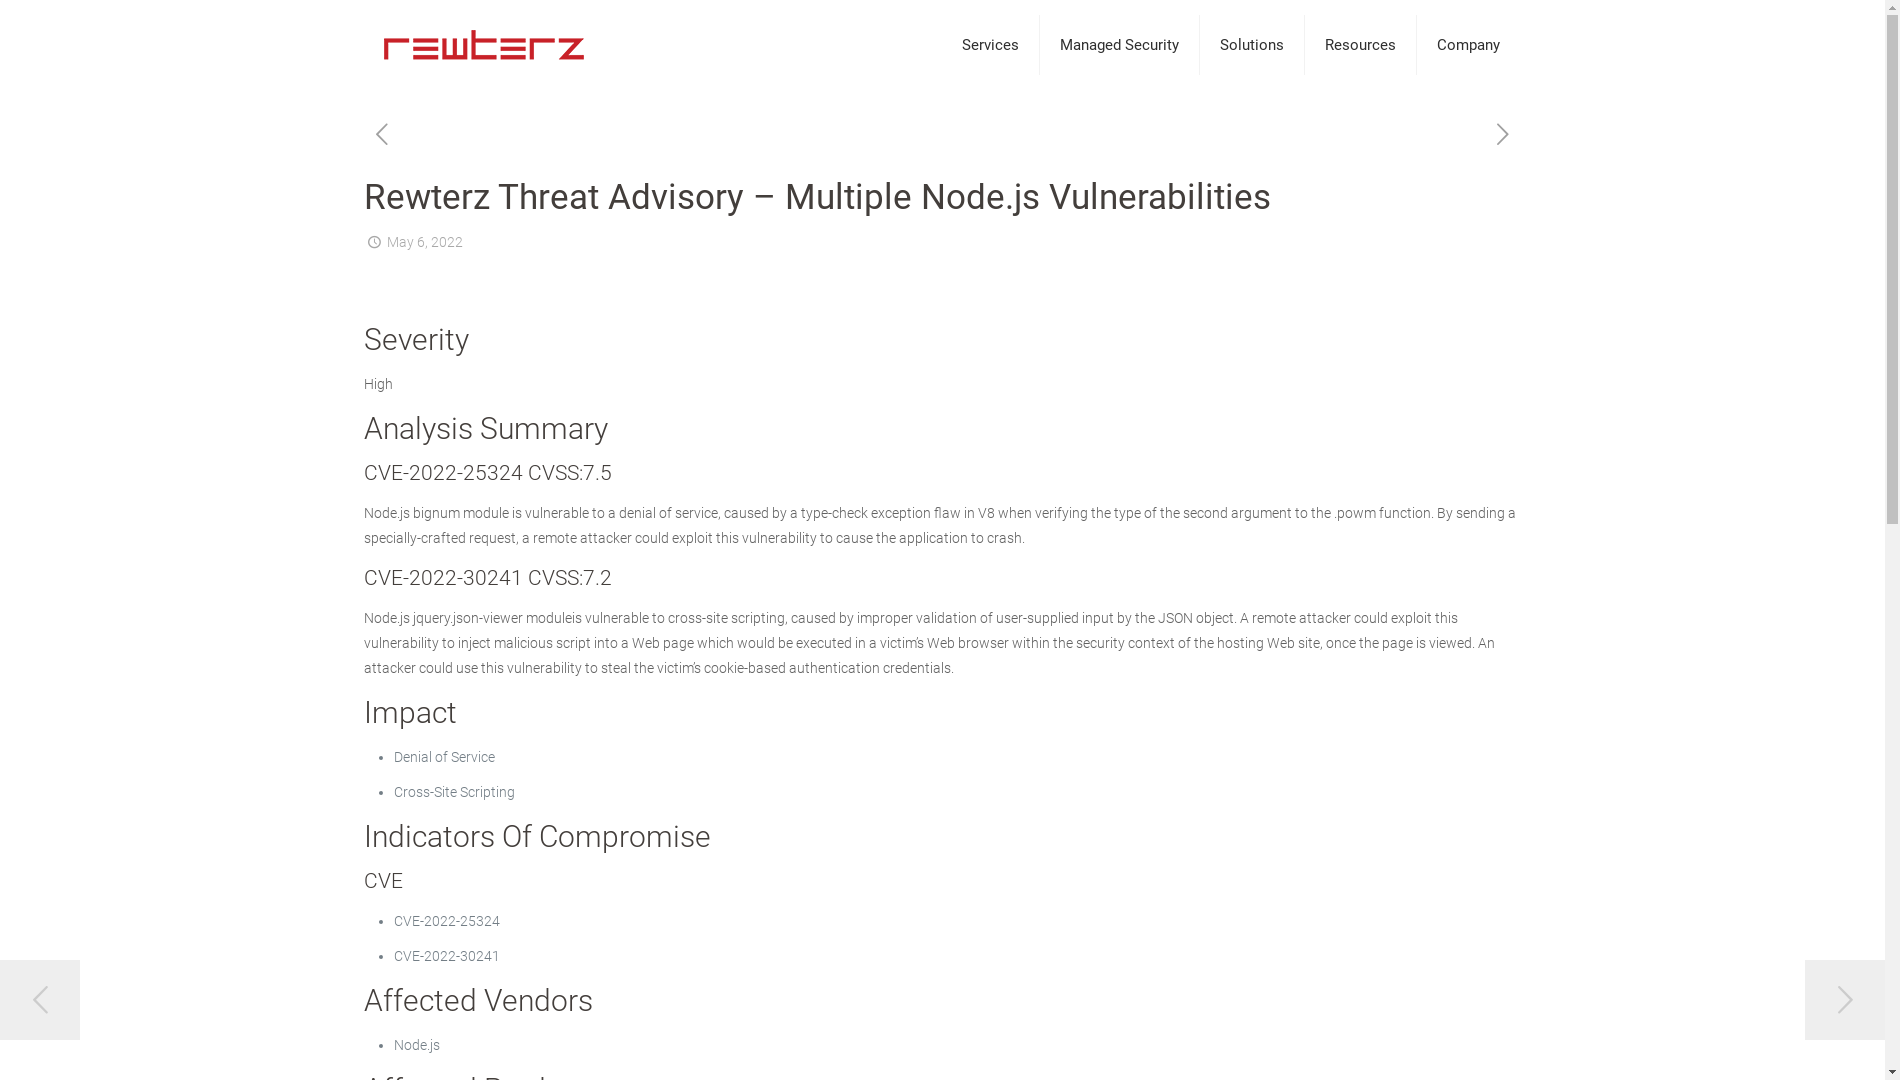 rewterz
Services
Managed Security
Solutions
Resources
Company
Rewterz Threat Advisory – Multiple Node.js Vulnerabilities
May 6, 2022
Severity
High
Analysis Summary
CVE-2022-25324 CVSS:7.5
Node.js bignum module is vulnerable to a denial of service, caused by a type-check exception flaw in V8 when verifying the type of the second argument to the .powm function. By sending a
specially-crafted request, a remote attacker could exploit this vulnerability to cause the application to crash.
CVE-2022-30241 CVSS:7.2
Node.js jquery.json-viewer moduleis vulnerable to cross-site scripting, caused by improper validation of user-supplied input by the JSON object. A remote attacker could exploit this
vulnerability to inject malicious script into a Web page which would be executed in a victim’s Web browser within the security context of the hosting Web site, once the page is viewed. An
attacker could use this vulnerability to steal the victim’s cookie-based authentication credentials.
Impact
• Denial of Service
• Cross-Site Scripting
Indicators Of Compromise
CVE
• CVE-2022-25324
• CVE-2022-30241
Affected Vendors
• Node.js